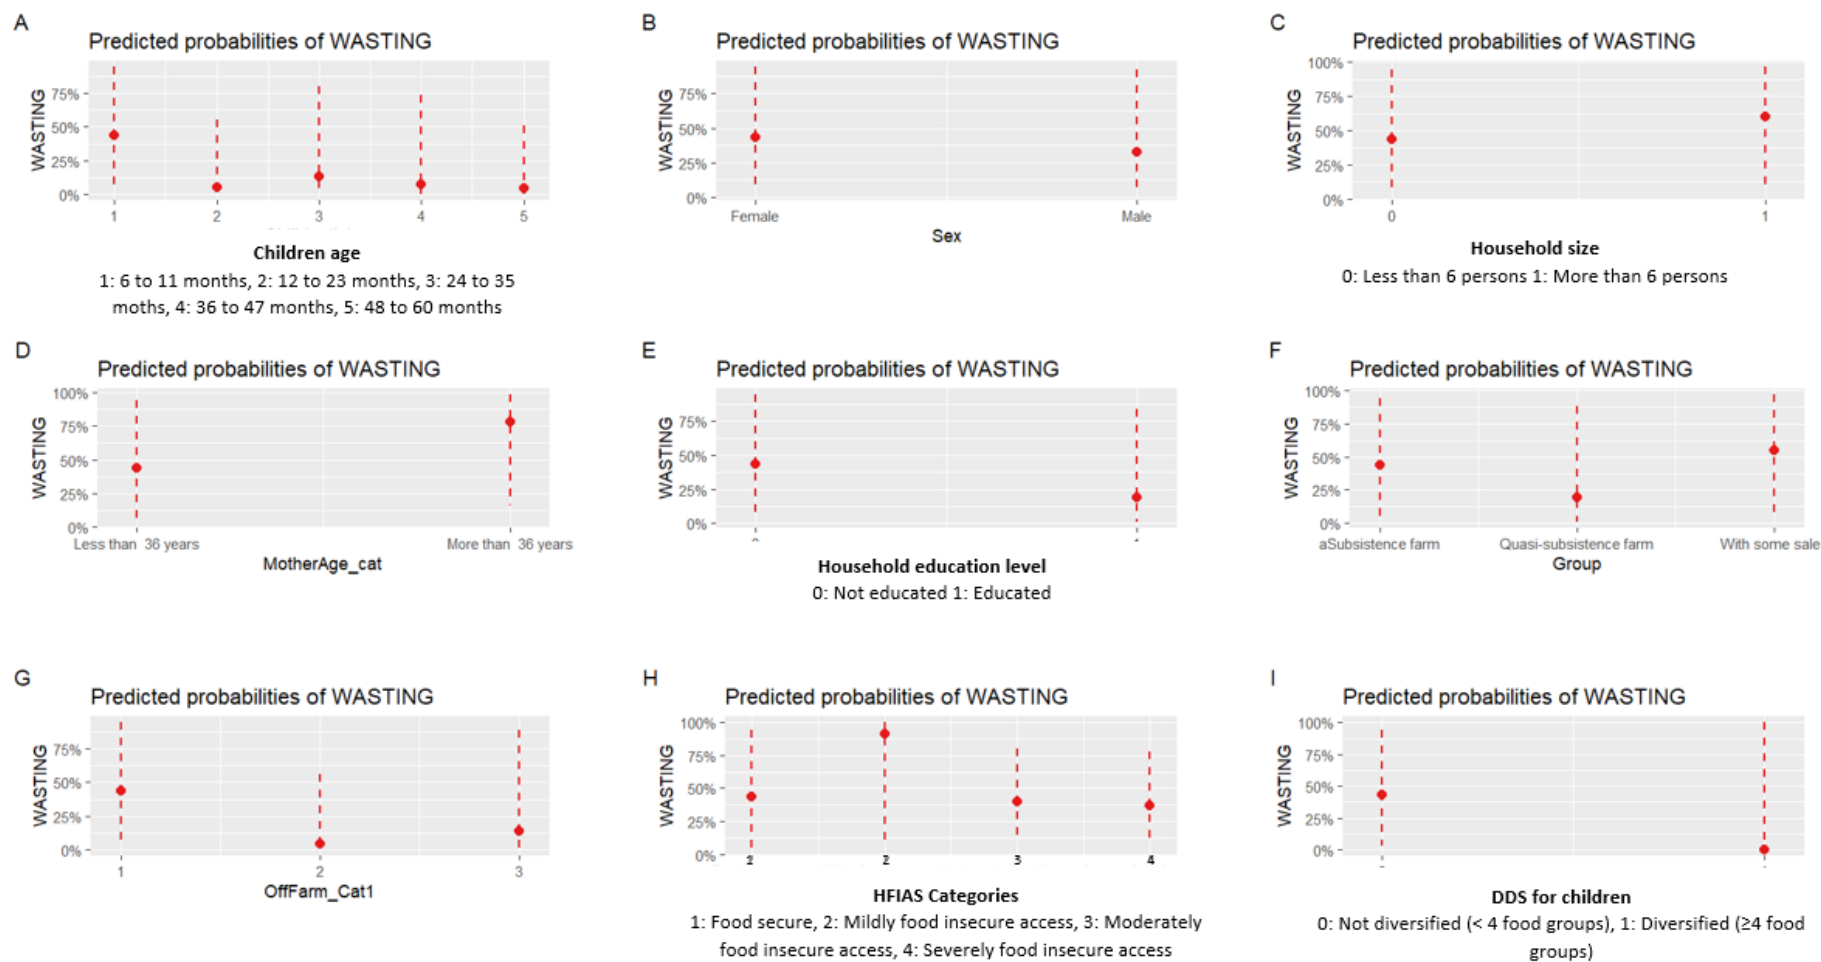 A
Predicted probabilities of WASTING
WASTING
75%
50%
25%
0%
1 2 3 4 5
Children age
1: 6 to 11 months, 2: 12 to 23 months, 3: 24 to 35
moths, 4: 36 to 47 months, 5: 48 to 60 months
B
Predicted probabilities of WASTING
WASTING
75%
50%
25%
0%
Female Male
Sex
C
Predicted probabilities of WASTING
WASTING
100%
75%
50%
25%
0%
0 1
Household size
0: Less than 6 persons 1: More than 6 persons
D
Predicted probabilities of WASTING
WASTING
100%
75%
50%
25%
0%
Less than 36 years More than 36 years
MotherAge_cat
E
Predicted probabilities of WASTING
WASTING
75%
50%
25%
0%
Household education level
0: Not educated 1: Educated
F
Predicted probabilities of WASTING
WASTING
100%
75%
50%
25%
0%
aSubsistence farm Quasi-subsistence farm With some sale
Group
G
Predicted probabilities of WASTING
WASTING
75%
50%
25%
0%
1 2 3
OffFarm_Cat1
H
Predicted probabilities of WASTING
WASTING
100%
75%
50%
25%
0%
2 3 4
HFIAS Categories
1: Food secure, 2: Mildly food insecure access, 3: Moderately
food insecure access, 4: Severely food insecure access
I
Predicted probabilities of WASTING
WASTING
100%
75%
50%
25%
0%
DDS for children
0: Not diversified (< 4 food groups), 1: Diversified (≥4 food
groups)